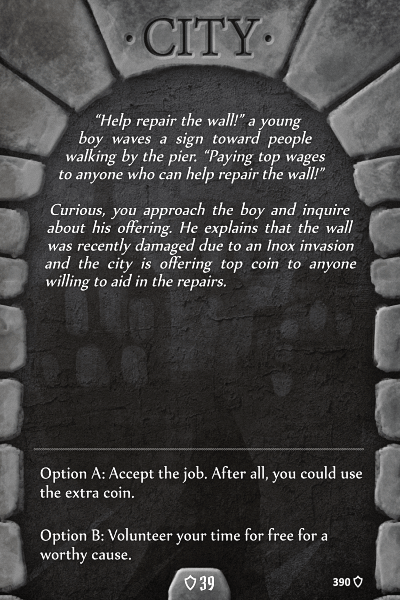 · CITY ·
“Help repair the wall!” a young
boy waves a sign toward people
walking by the pier. “Paying top wages
to anyone who can help repair the wall!”
Curious, you approach the boy and inquire
about his offering. He explains that the wall
was recently damaged due to an Inox invasion
and the city is offering top coin to anyone
willing to aid in the repairs.
Option A: Accept the job. After all, you could use
the extra coin.
Option B: Volunteer your time for free for a
worthy cause.
39
390